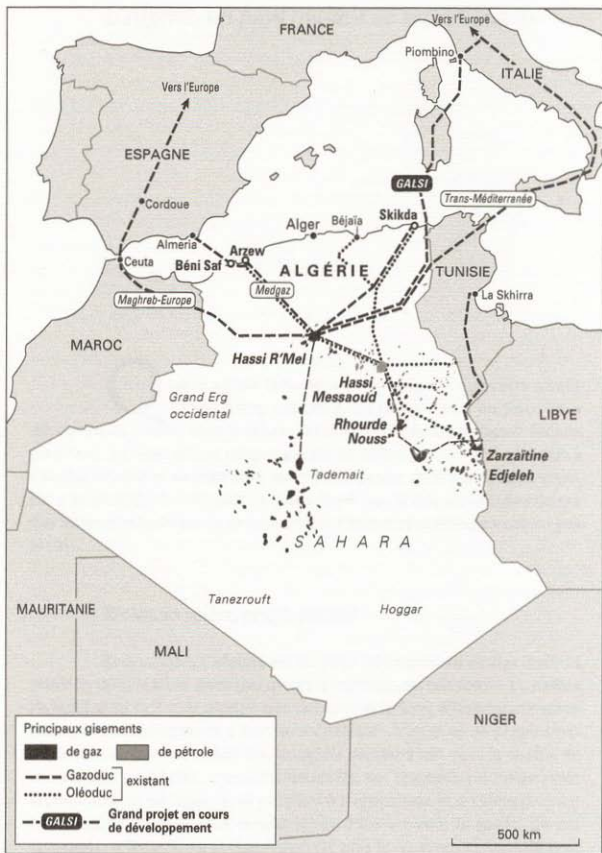 FRANCE
Vers l'Europe
Piombino
ITALIE
Vers l'Europe
ESPAGNE
GALSI
Trans-Méditerranée
Cordoue
Almeria
Alger
Béjaïa
Skikda
Arzew
Béni Saf
ALGÉRIE
TUNISIE
Ceuta
Medgaz
La Skhirra
Maghreb-Europe
MAROC
Hassi R'Mel
Grand Erg
occidental
Hassi
Messaoud
LIBYE
Rhourde
Nouss
Zarzaïtine
Edjeleh
Tademait
SAHARA
Tanezrouft
Hoggar
MAURITANIE
MALI
NIGER
Principaux gisements
de gaz
de pétrole
Gazoduc
Oléoduc
existant
GALSI
Grand projet en cours
de développement
500 km